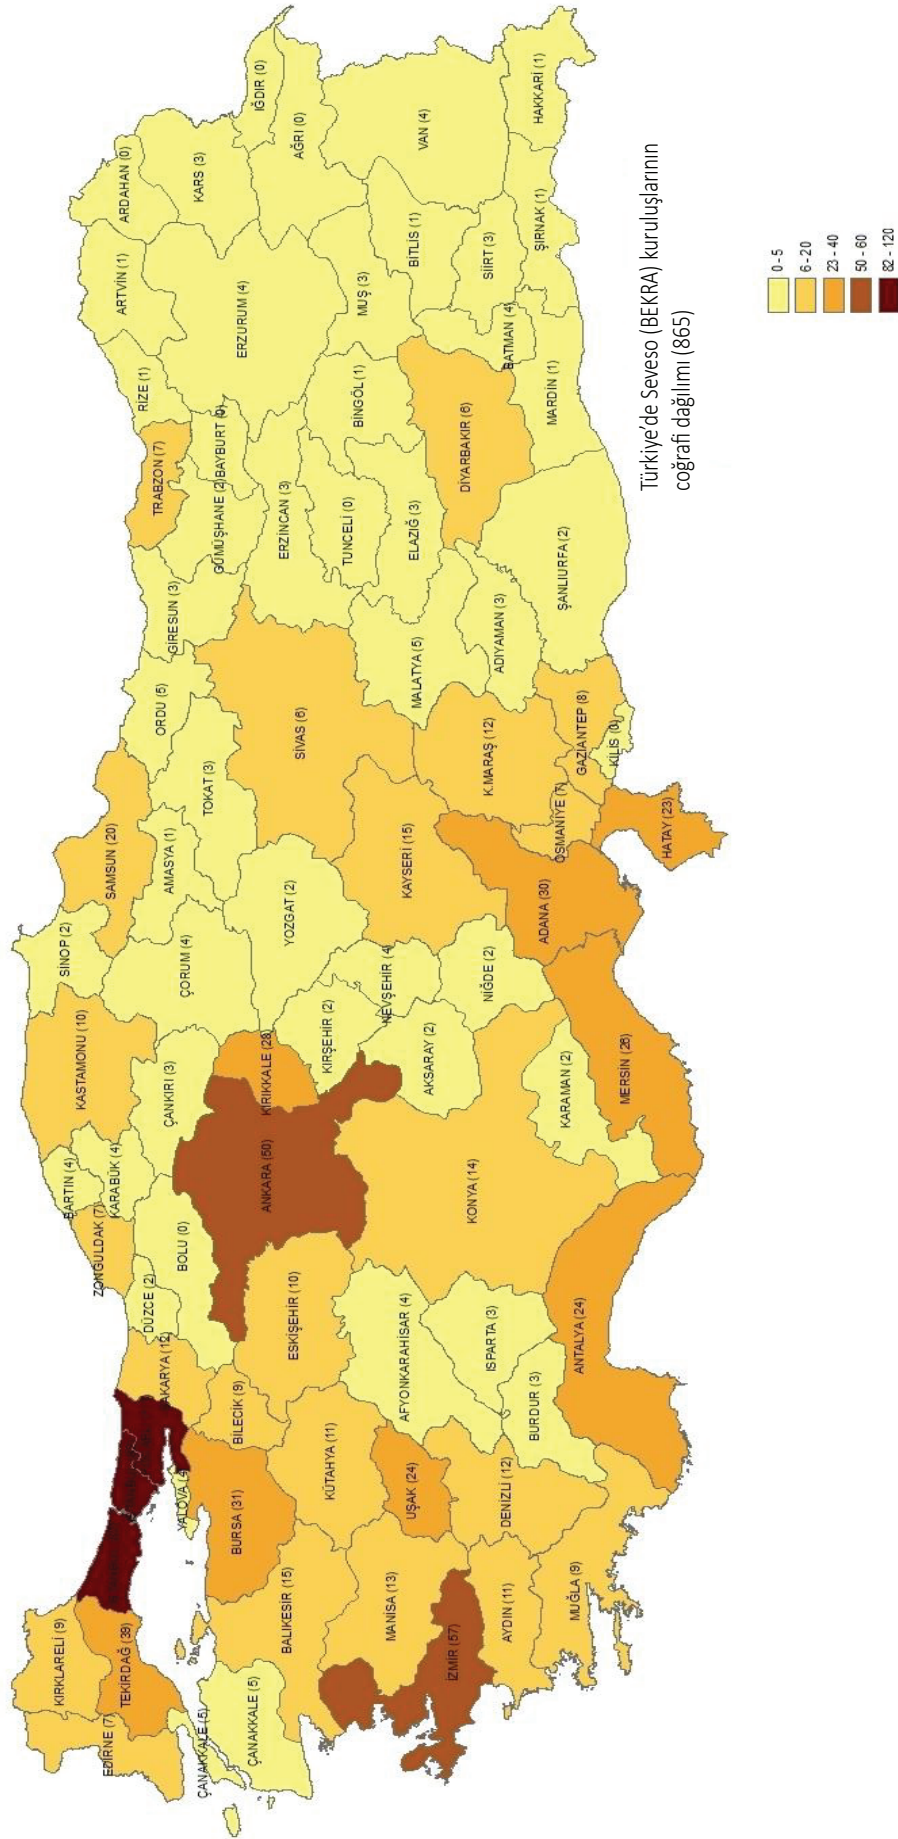 KIRKLARELİ (9)
EDİRNE (7)
TEKİRDAĞ (39)
ÇANAKKALE (5)
ÇANAKKALE (5)
YALOVA (4
AKARYA (12)
DÜZCE (2)
ZONGULDAK (7)
BARTIN (4)
KARABÜK (4)
KASTAMONU (10)
SİNOP (2)
SAMSUN (20)
ORDU (5)
GİRESUN (3)
TRABZON (7)
RİZE (1)
ARTVİN (1)
ARDAHAN (0)
KARS (3)
IĞDIR (0)
AĞRI (0)
BURSA (31)
BİLECİK (9)
BOLU (0)
ÇANKIRI (3)
ÇORUM (4)
AMASYA (1)
TOKAT (3)
GÜMÜŞHANE (2)
BAYBURT (0)
ERZİNCAN (3)
ERZURUM (4)
BALIKESİR (15)
KÜTAHYA (11)
ESKİŞEHİR (10)
ANKARA (50)
KIRIKKALE (28)
YOZGAT (2)
SİVAS (6)
TUNCELİ (0)
BİNGÖL (1)
MUŞ (3)
BİTLİS (1)
VAN (4)
MANİSA (13)
UŞAK (24)
AFYONKARAHİSAR (4)
KIRŞEHİR (2)
NEVŞEHİR (4)
KAYSERİ (15)
MALATYA (5)
ELAZIĞ (3)
DİYARBAKIR (6)
BATMAN (4)
SİİRT (3)
ŞIRNAK (1)
HAKKARİ (1)
İZMİR (57)
AYDIN (11)
DENİZLİ (12)
ISPARTA (3)
BURDUR (3)
KONYA (14)
AKSARAY (2)
NİĞDE (2)
K.MARAŞ (12)
ADIYAMAN (3)
ŞANLIURFA (2)
MARDİN (1)
MUĞLA (9)
ANTALYA (24)
KARAMAN (2)
MERSİN (26)
ADANA (30)
OSMANİYE (7)
GAZİANTEP (8)
KİLİS (0)
HATAY (23)
Türkiye'de Seveso (BEKRA) kuruluşlarının
coğrafi dağılımı (865)
0 - 5
6 - 20
23 - 40
50 - 60
82 - 120